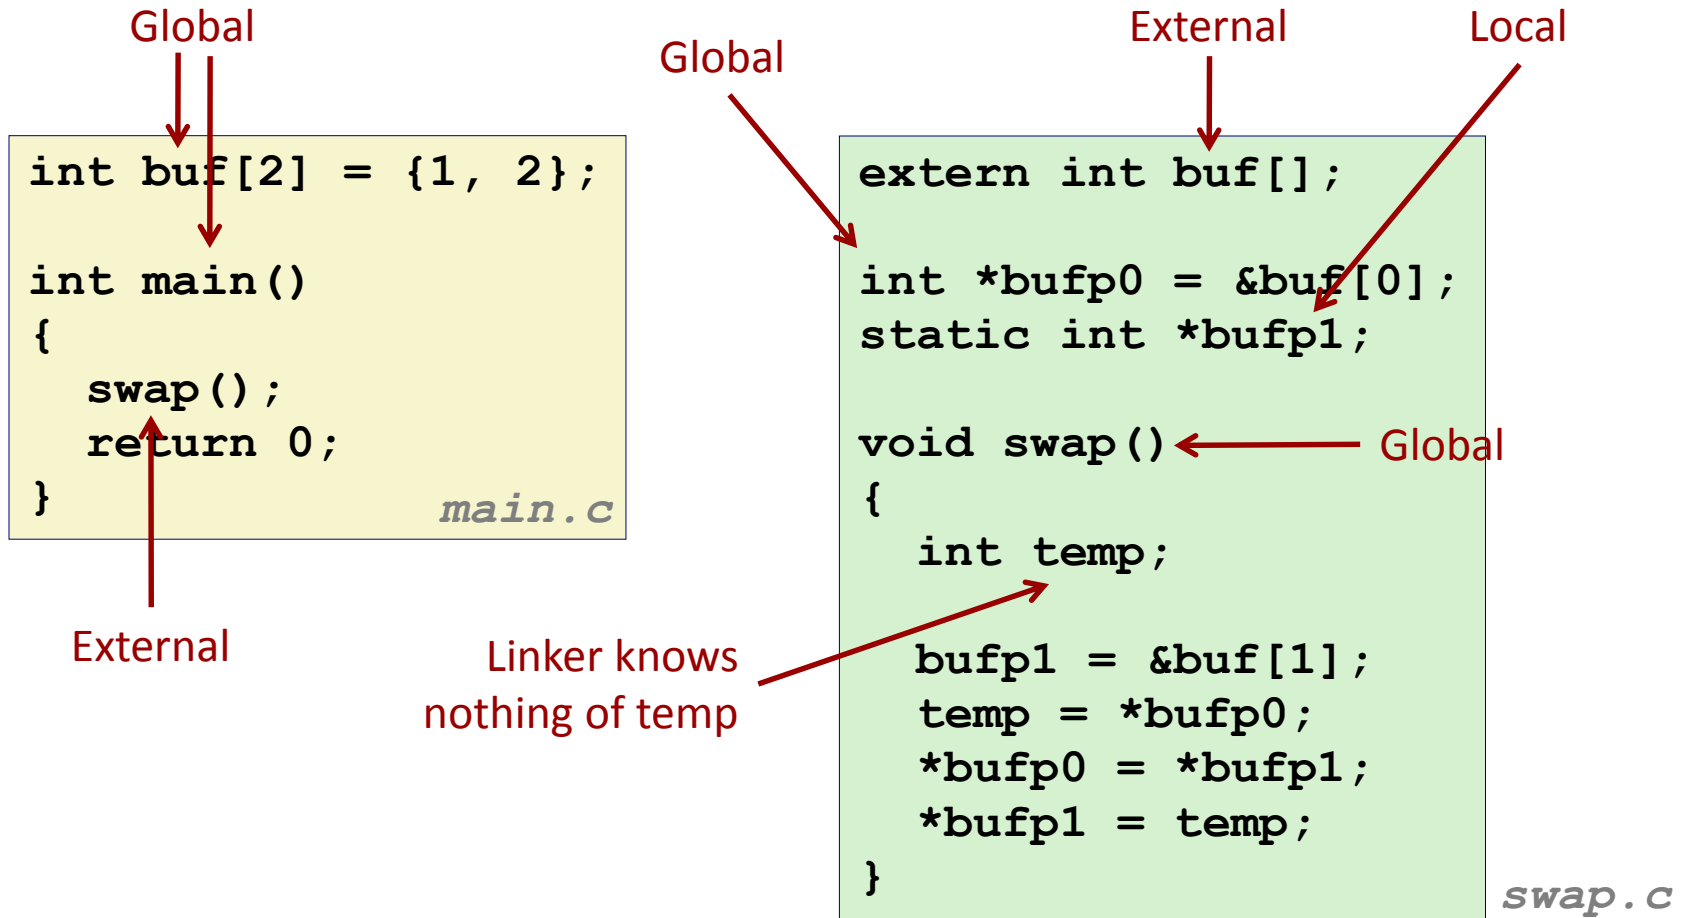 Global
int buf[2] = {1, 2};
int main()
{
  swap();
  return 0;
}
main.c
External
Global
External
Local
extern int buf[];
int *bufp0 = &buf[0];
static int *bufp1;
void swap()
Global
{
  int temp;
Linker knows
nothing of temp
  bufp1 = &buf[1];
  temp = *bufp0;
  *bufp0 = *bufp1;
  *bufp1 = temp;
}
swap.c